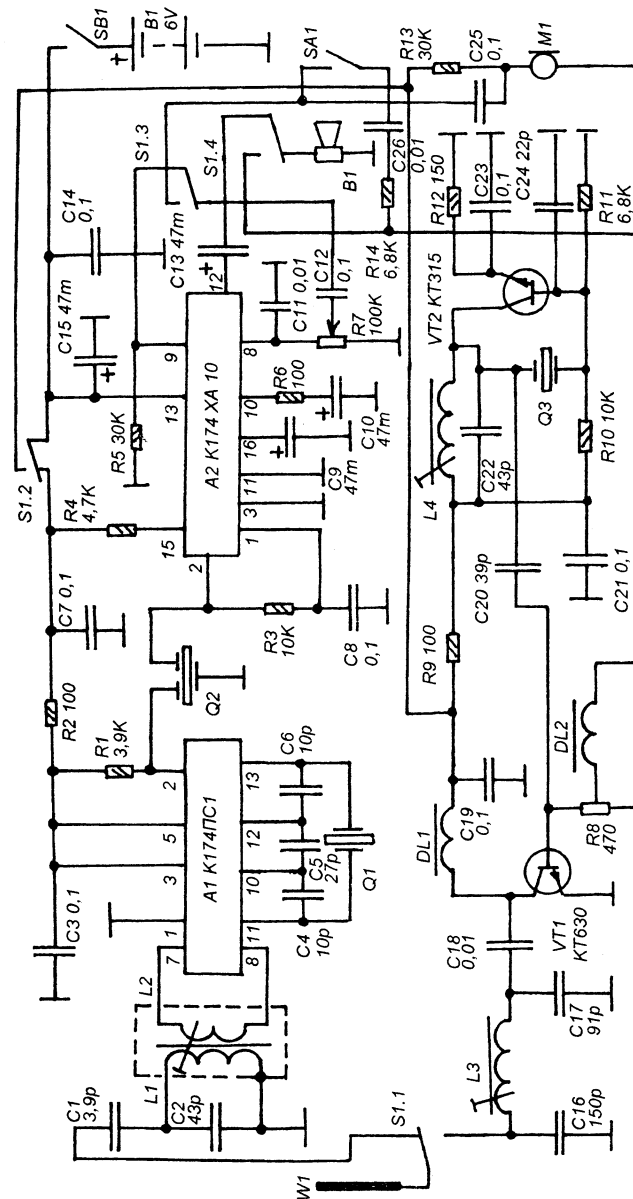 C1
3,9p
C2
43p
L1
L2
W1
S1.1
C3 0,1
1
3
5
2
7
8
A1 К174ПС1
11
10
12
13
C4
10p
C5
27p
C6
10p
Q1
R1
3,9K
R2 100
C7 0,1
Q2
R3
10K
C8
0,1
R4
4,7K
S1.2
R5 30K
C15 47m
C14
0,1
SB1
B1
6V
15
13
9
2
A2 К174 ХА 10
12
1
3
11
16
10
8
C9
47m
C10
47m
R6
100
C11 0,01
R7
100K
C12
0,1
C13 47m
S1.3
S1.4
B1
SA1
R14
6,8K
C26
0,01
R13
30K
C25
0,1
M1
L3
C16
150p
C17
91p
C18
0,01
VT1
КТ630
DL1
C19
0,1
R8
470
DL2
R9 100
C20 39p
C21 0,1
L4
C22
43p
Q3
R10 10K
VT2 КТ315
R12 150
C23
0,1
C24 22p
R11
6,8K